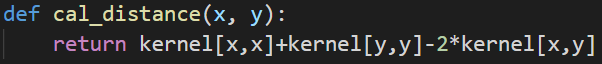 def cal_distance(x, y):
    return kernel[x,x]+kernel[y,y]-2*kernel[x,y]